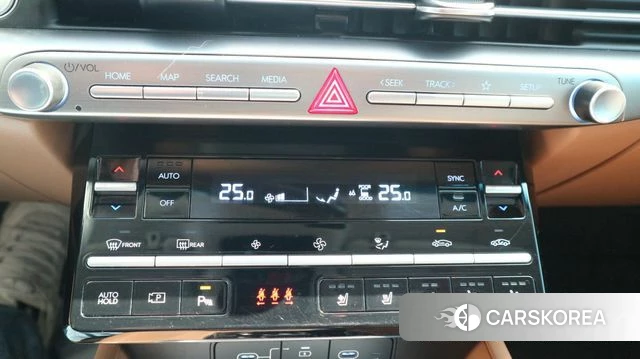 ⏻/VOL HOME MAP SEARCH MEDIA <SEEK TRACK> ☆ SETUP TUNE
AUTO 25.0 25.0 SYNC
OFF A/C
/FRONT /REAR
AUTO HOLD P
CARSKOREA